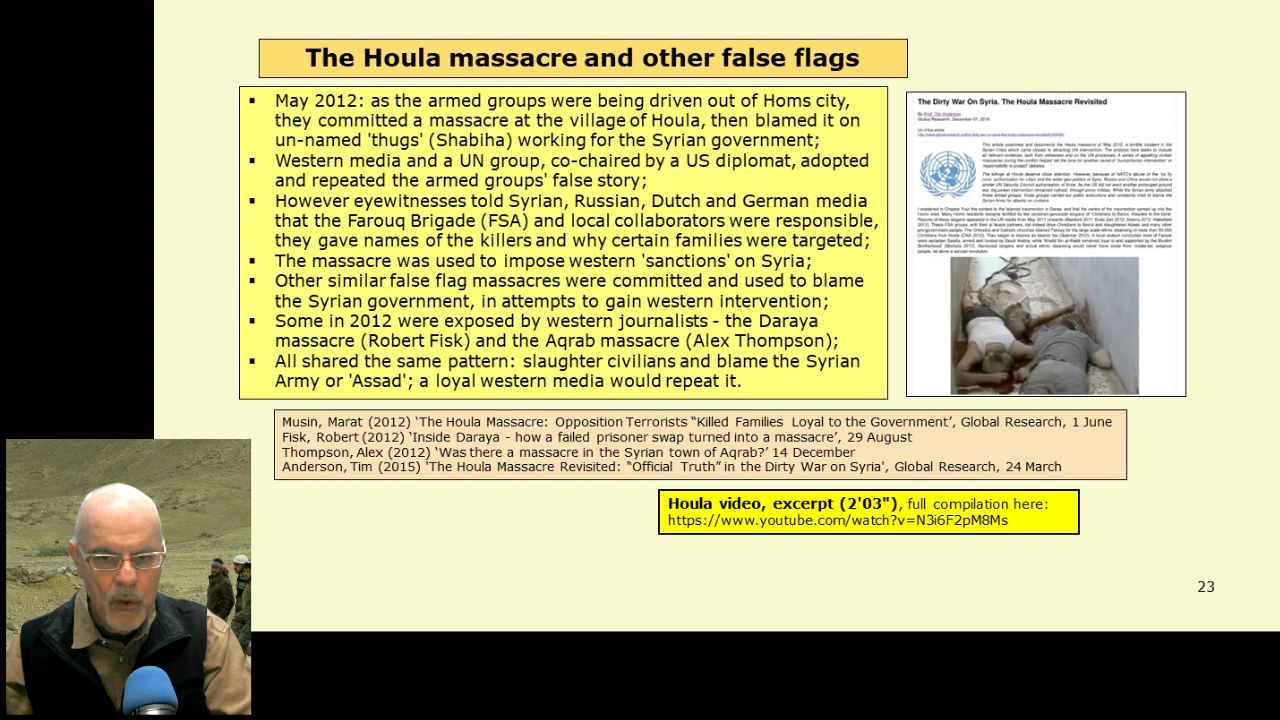 The Houla massacre and other false flags
▪ May 2012: as the armed groups were being driven out of Homs city,
they committed a massacre at the village of Houla, then blamed it on
un-named 'thugs' (Shabiha) working for the Syrian government;
▪ Western media and a UN group, co-chaired by a US diplomat, adopted
and repeated the armed groups' false story;
▪ However eyewitnesses told Syrian, Russian, Dutch and German media
that the Farouq brigade (FSA) and local collaborators were responsible,
they gave names of the killers and why certain families were targeted;
▪ The massacre used to impose western 'sanctions' on Syria;
▪ Other similar false flag massacres were committed and used to blame
the Syrian government, in attempts to gain western intervention;
▪ Some in 2012 were exposed by western journalists - the Daraya
massacre (Robert Fisk) and the Aqrab massacre (Alex Thompson);
▪ All shared the same pattern: slaughter civilians and blame the Syrian
Army or 'Assad'; a loyal western media would repeat it.
The Dirty War On Syria. The Houla Massacre Revisited
By Prof. Tim Anderson
Musin, Marat (2012) ‘The Houla Massacre: Opposition Terrorists “Killed Families Loyal to the Government’, Global Research, 1 June
Fisk, Robert (2012) ‘Inside Daraya - how a failed prisoner swap turned into a massacre’, 29 August
Thompson, Alex (2012) ‘Was there a massacre in the Syrian town of Aqrab?’ 14 December
Anderson, Tim (2015) 'The Houla Massacre Revisited: “Official Truth” in the Dirty War on Syria', Global Research, 24 March
Houla video, excerpt (2'03"), full compilation here:
https://www.youtube.com/watch?v=N3i6F2pM8Ms
23